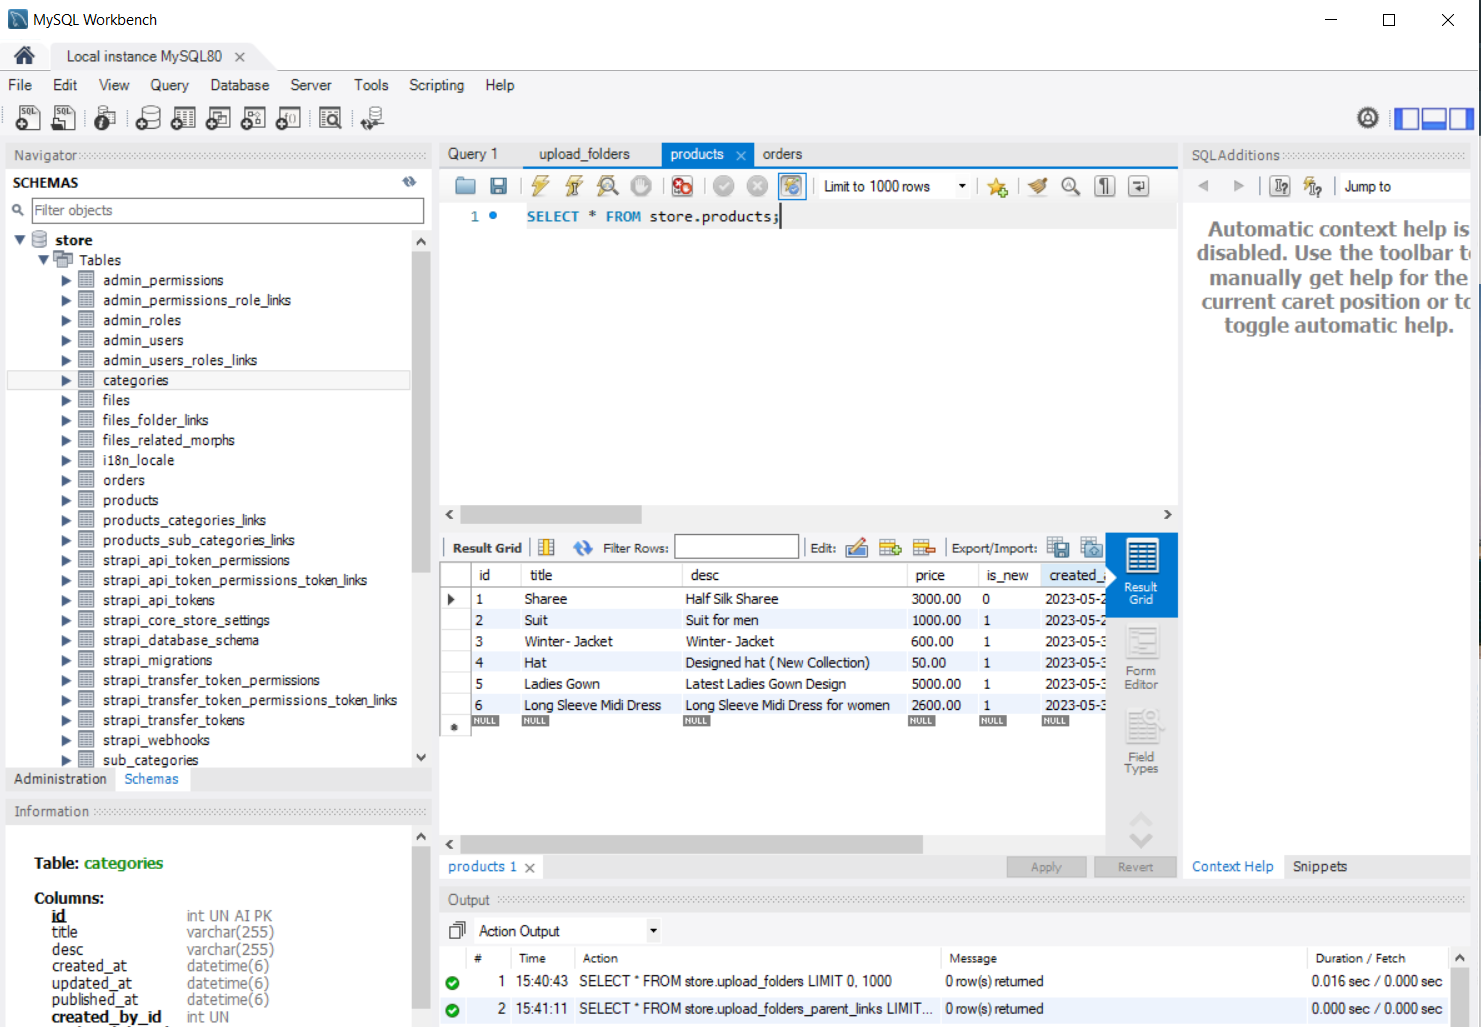 MySQL Workbench
Local instance MySQL80
File Edit View Query Database Server Tools Scripting Help
Navigator
SCHEMAS
Filter objects
store
Tables
admin_permissions
admin_permissions_role_links
admin_roles
admin_users
admin_users_roles_links
categories
files
files_folder_links
files_related_morphs
i18n_locale
orders
products
products_categories_links
products_sub_categories_links
strapi_api_token_permissions
strapi_api_token_permissions_token_links
strapi_api_tokens
strapi_core_store_settings
strapi_database_schema
strapi_migrations
strapi_transfer_token_permissions
strapi_transfer_token_permissions_token_links
strapi_transfer_tokens
strapi_webhooks
sub_categories
Administration Schemas
Information
Table: categories
Columns:
id int UN AI PK
title varchar(255)
desc varchar(255)
created_at datetime(6)
updated_at datetime(6)
published_at datetime(6)
created_by_id int UN
Query 1 upload_folders products orders
Limit to 1000 rows
1 SELECT * FROM store.products;
Result Grid Filter Rows: Edit: Export/Import:
id title desc price is_new created_a
1 Sharee Half Silk Sharee 3000.00 0 2023-05-2
2 Suit Suit for men 1000.00 1 2023-05-2
3 Winter- Jacket Winter- Jacket 600.00 1 2023-05-3
4 Hat Designed hat ( New Collection) 50.00 1 2023-05-3
5 Ladies Gown Latest Ladies Gown Design 5000.00 1 2023-05-3
6 Long Sleeve Midi Dress Long Sleeve Midi Dress for women 2600.00 1 2023-05-3
NULL NULL NULL NULL NULL NULL
Result
Grid
Form
Editor
Field
Types
products 1 Apply Revert
Output
Action Output
# Time Action Message Duration / Fetch
1 15:40:43 SELECT * FROM store.upload_folders LIMIT 0, 1000 0 row(s) returned 0.016 sec / 0.000 sec
2 15:41:11 SELECT * FROM store.upload_folders_parent_links LIMIT... 0 row(s) returned 0.000 sec / 0.000 sec
SQLAdditions
Jump to
Automatic context help is
disabled. Use the toolbar to
manually get help for the
current caret position or to
toggle automatic help.
Context Help Snippets